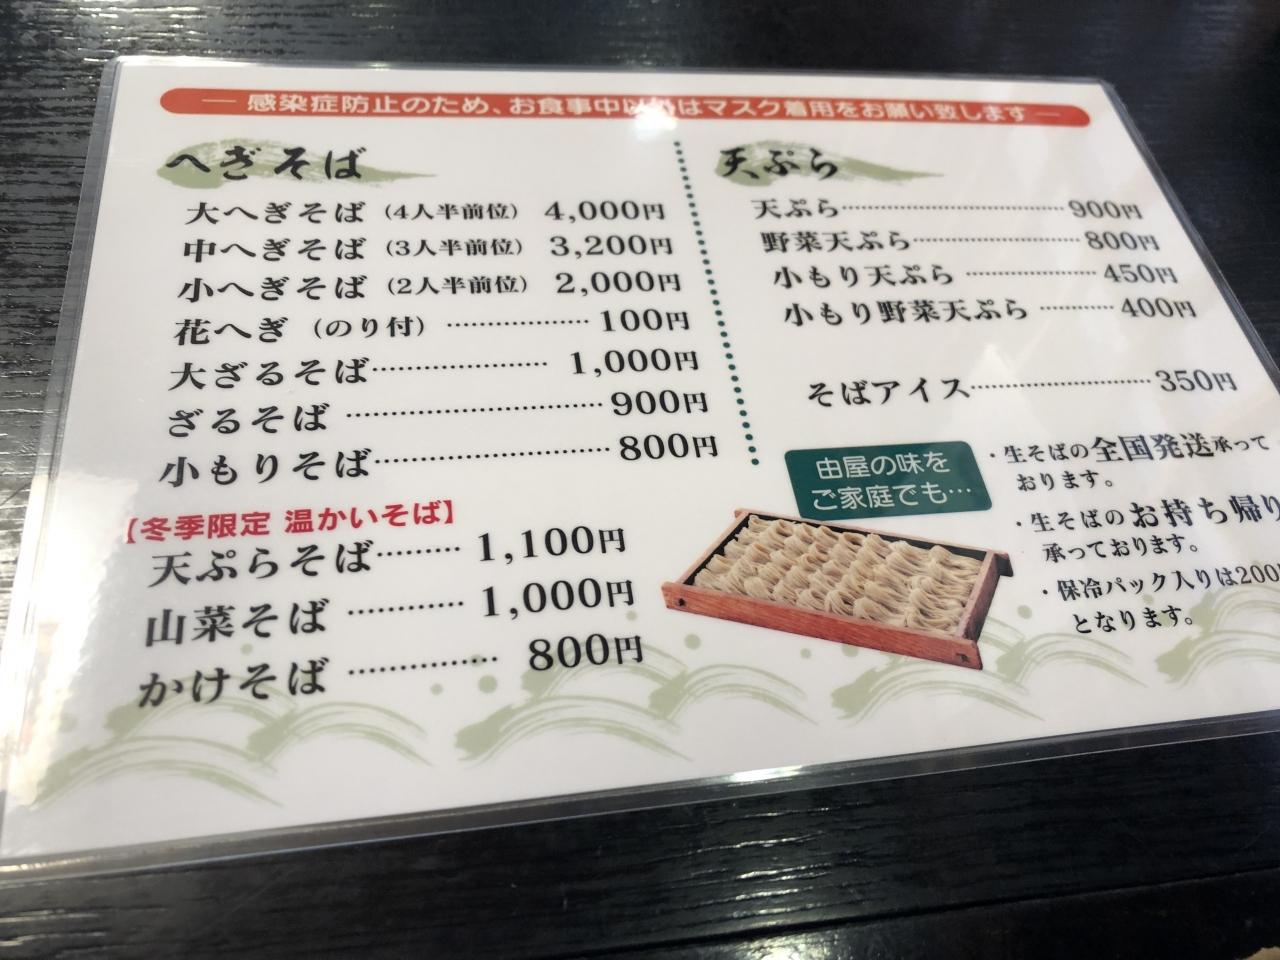 ― 感染症防止のため、お食事中以外はマスク着用をお願い致します ―
へぎそば
大へぎそば（4人半前位） 4,000円
中へぎそば（3人半前位） 3,200円
小へぎそば（2人半前位） 2,000円
花へぎ（のり付）……………… 100円
大ざるそば……………… 1,000円
ざるそば……………… 900円
小もりそば……………… 800円
【冬季限定 温かいそば】
天ぷらそば……… 1,100円
山菜そば ……… 1,000円
かけそば ……… 800円
天ぷら
天ぷら……………… 900円
野菜天ぷら……………… 800円
小もり天ぷら ……………… 450円
小もり野菜天ぷら ……… 400円
そばアイス……………… 350円
由屋の味を
ご家庭でも…
・生そばの全国発送承って
おります。
・生そばのお持ち帰り
承っております。
・保冷パック入りは200円
となります。